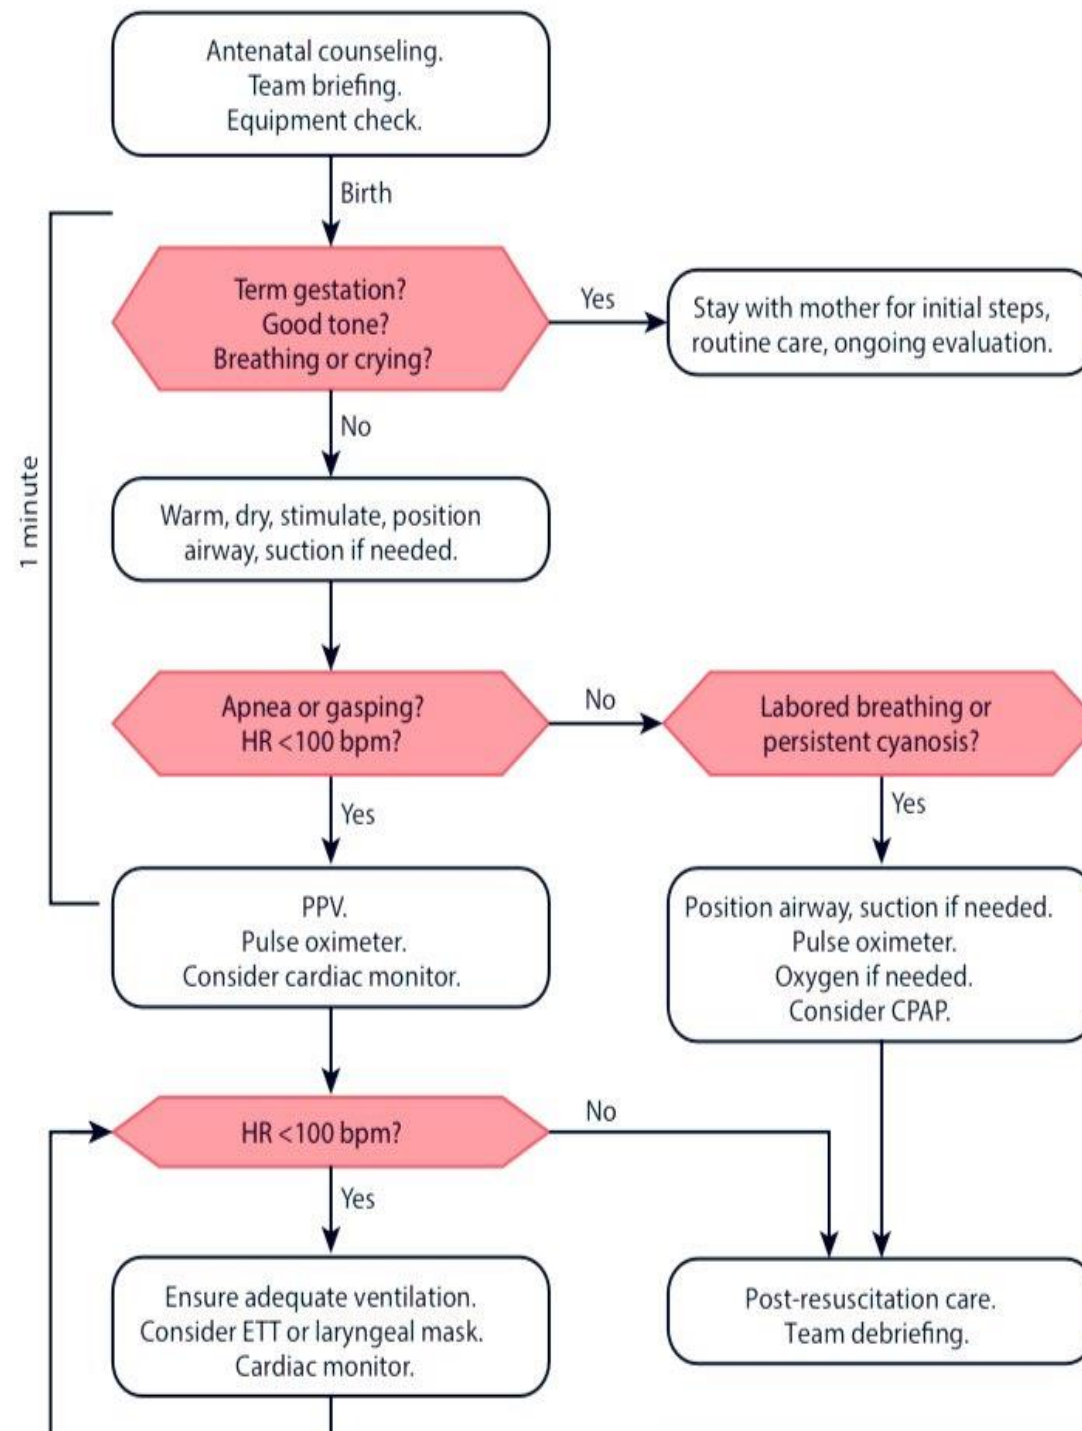 Antenatal counseling.
Team briefing.
Equipment check.
Birth
Term gestation?
Good tone?
Breathing or crying?
Yes
Stay with mother for initial steps,
routine care, ongoing evaluation.
No
1 minute
Warm, dry, stimulate, position
airway, suction if needed.
Apnea or gasping?
HR <100 bpm?
No
Labored breathing or
persistent cyanosis?
Yes
Yes
PPV.
Pulse oximeter.
Consider cardiac monitor.
Position airway, suction if needed.
Pulse oximeter.
Oxygen if needed.
Consider CPAP.
HR <100 bpm?
No
Yes
Ensure adequate ventilation.
Consider ETT or laryngeal mask.
Cardiac monitor.
Post-resuscitation care.
Team debriefing.